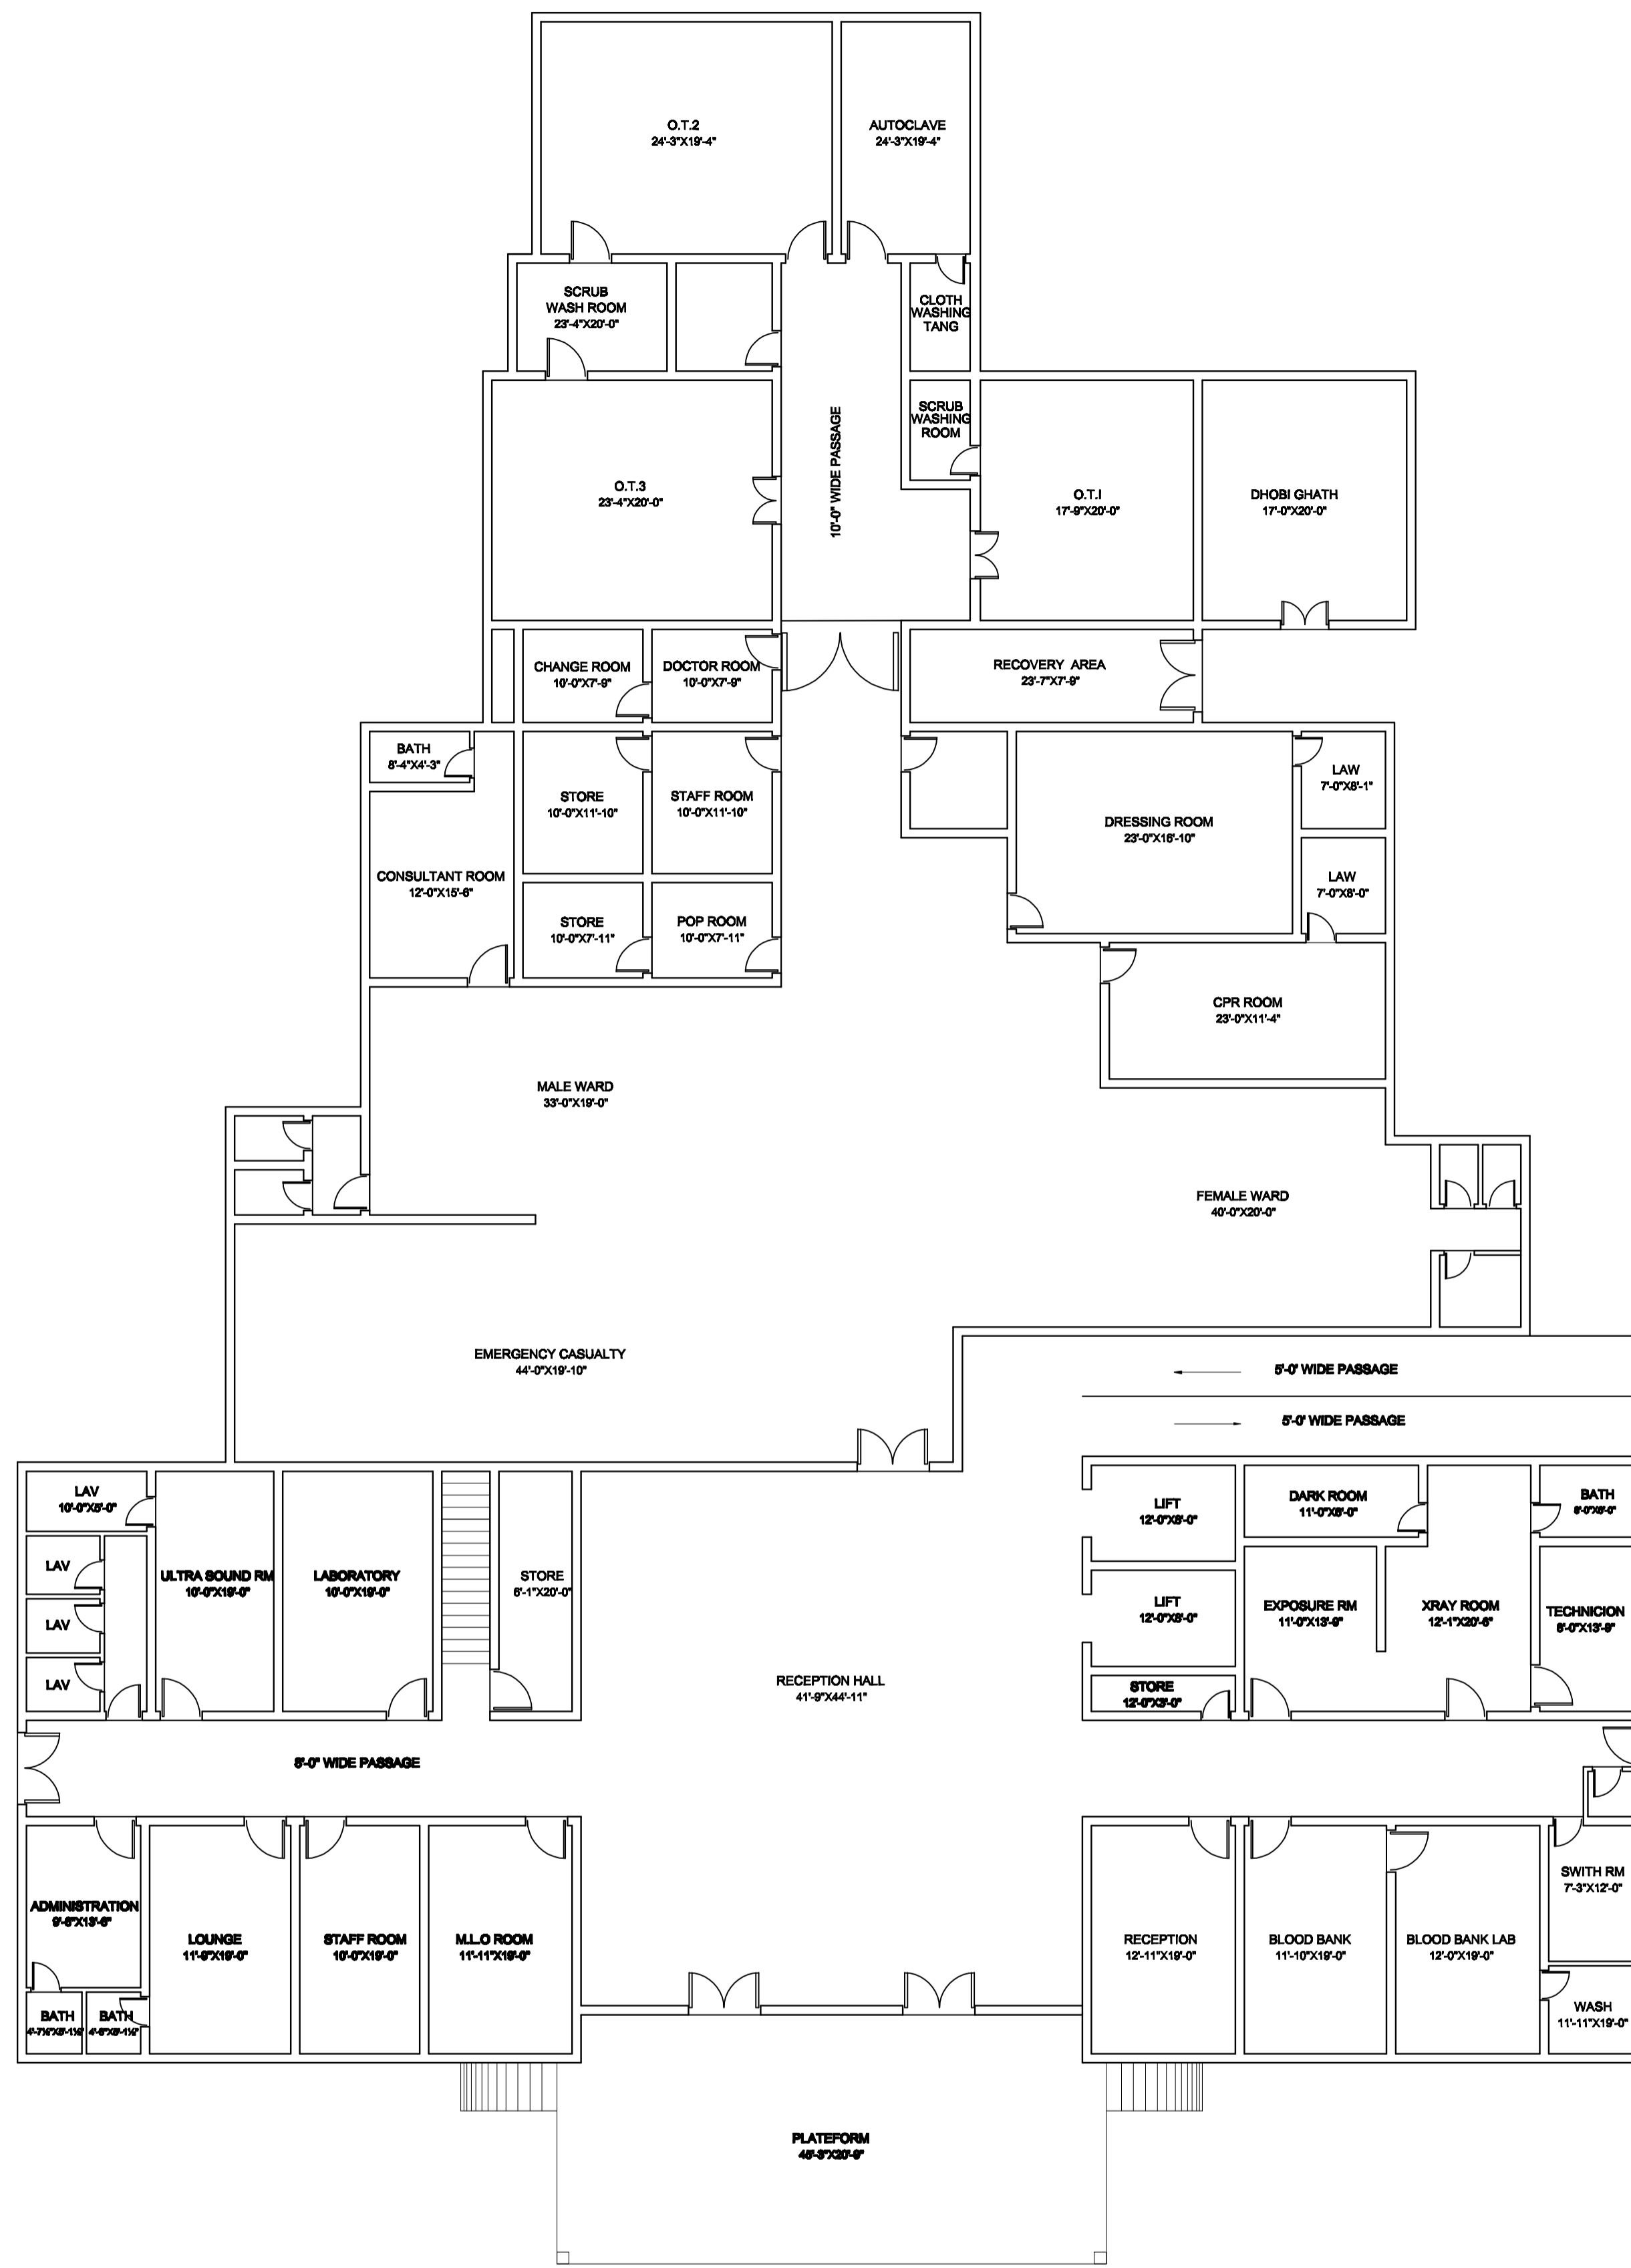 O.T.2
24'-3"X19'-4"
AUTOCLAVE
24'-3"X19'-4"
SCRUB
WASH ROOM
23'-4"X20'-0"
CLOTH
WASHING
TANG
SCRUB
WASHING
ROOM
10'-0" WIDE PASSAGE
O.T.3
23'-4"X20'-0"
O.T.I
17'-9"X20'-0"
DHOBI GHATH
17'-0"X20'-0"
CHANGE ROOM
10'-0"X7'-9"
DOCTOR ROOM
10'-0"X7'-9"
RECOVERY AREA
23'-7"X7'-9"
BATH
8'-4"X4'-3"
STORE
10'-0"X11'-10"
STAFF ROOM
10'-0"X11'-10"
LAW
7'-0"X8'-1"
DRESSING ROOM
23'-0"X16'-10"
CONSULTANT ROOM
12'-0"X15'-6"
LAW
7'-0"X8'-0"
STORE
10'-0"X7'-11"
POP ROOM
10'-0"X7'-11"
CPR ROOM
23'-0"X11'-4"
MALE WARD
33'-0"X19'-0"
FEMALE WARD
40'-0"X20'-0"
EMERGENCY CASUALTY
44'-0"X19'-10"
5'-0' WIDE PASSAGE
5'-0' WIDE PASSAGE
LAV
10'-0"X5'-0"
LIFT
12'-0"X8'-0"
DARK ROOM
11'-0"X6'-0"
BATH
LAV
ULTRA SOUND RM
10'-0"X19'-0"
LABORATORY
10'-0"X19'-0"
STORE
6'-1"X20'-0"
LIFT
12'-0"X8'-0"
EXPOSURE RM
11'-0"X13'-9"
XRAY ROOM
12'-1"X20'-6"
TECHNICION
8'-0"X13'-9"
LAV
LAV
RECEPTION HALL
41'-9"X44'-11"
STORE
12'-0"X3'-0"
8'-0" WIDE PASSAGE
ADMINISTRATION
9'-6"X13'-6"
LOUNGE
11'-9"X19'-0"
STAFF ROOM
10'-0"X19'-0"
M.L.O ROOM
11'-11"X19'-0"
RECEPTION
12'-11"X19'-0"
BLOOD BANK
11'-10"X19'-0"
BLOOD BANK LAB
12'-0"X19'-0"
SWITH RM
7'-3"X12'-0"
BATH
BATH
WASH
11'-11"X19'-0"
PLATEFORM
45'-3"X20'-9"